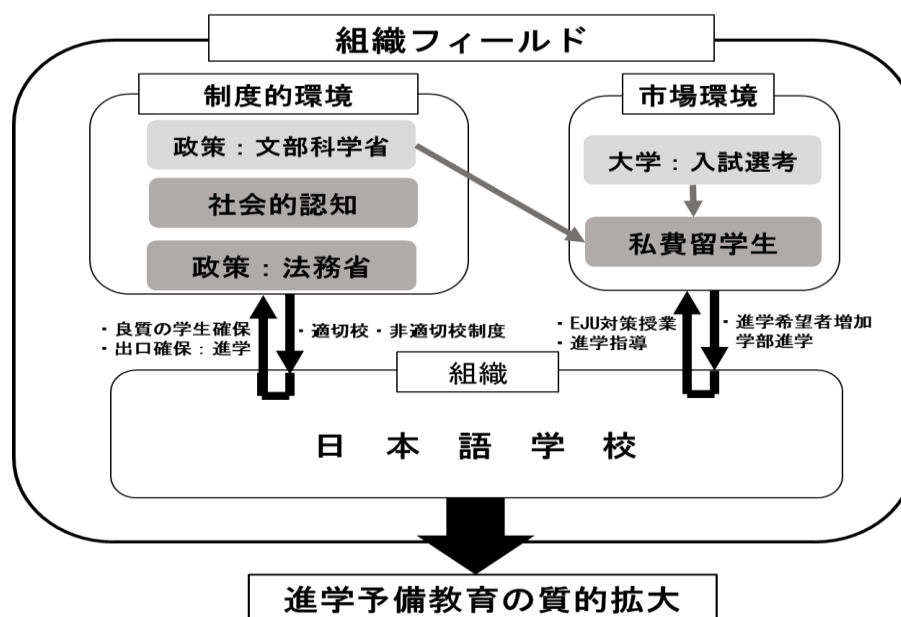 組織フィールド
制度的環境
政策：文部科学省
社会的認知
政策：法務省
市場環境
大学：入試選考
私費留学生
・良質の学生確保
・出口確保：進学
・適切校・非適切校制度
・EJU対策授業
・進学指導
・進学希望者増加
学部進学
組織
日本語学校
進学予備教育の質的拡大